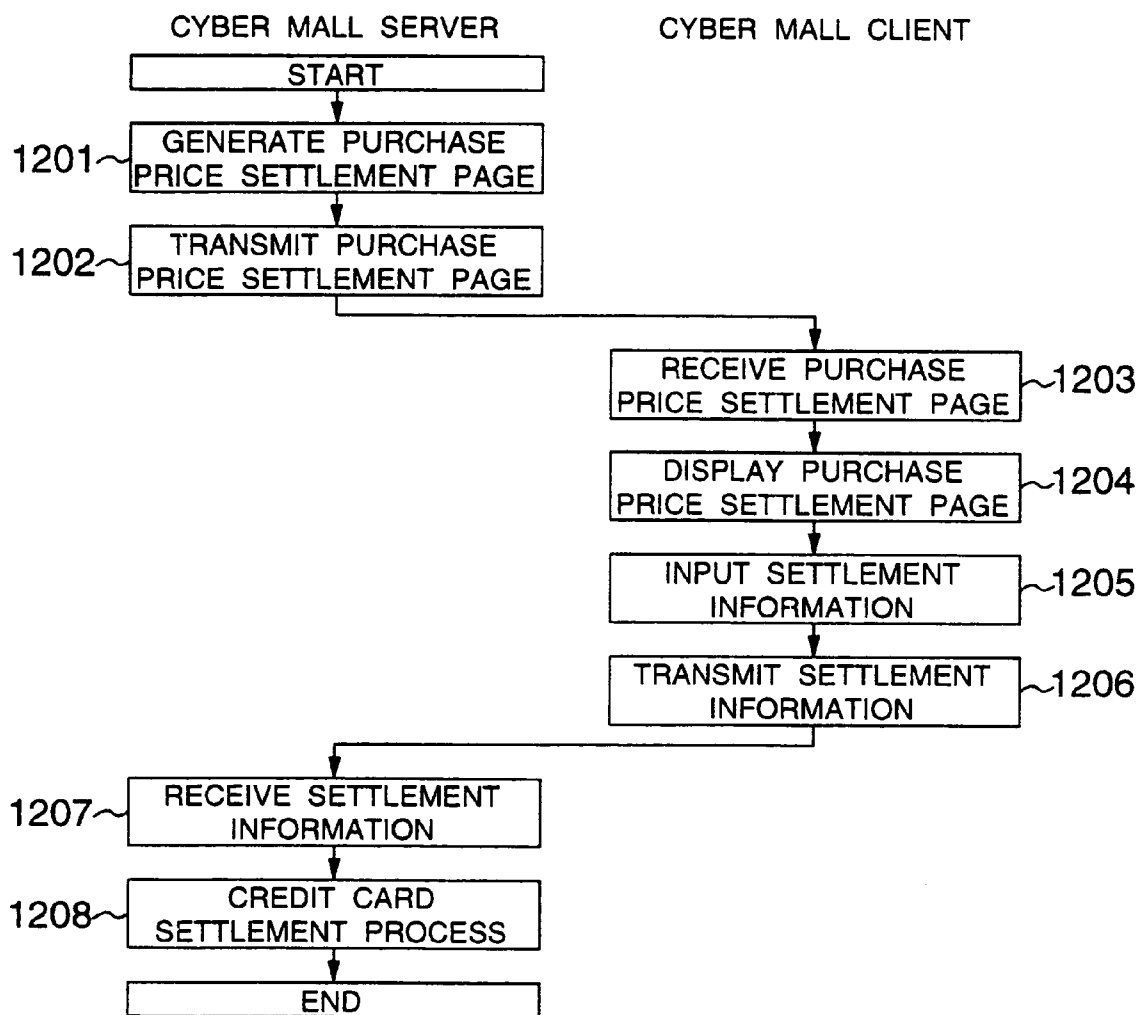 CYBER MALL SERVER
CYBER MALL CLIENT
START
1201
GENERATE PURCHASE
PRICE SETTLEMENT PAGE
1202
TRANSMIT PURCHASE
PRICE SETTLEMENT PAGE
RECEIVE PURCHASE
PRICE SETTLEMENT PAGE
1203
DISPLAY PURCHASE
PRICE SETTLEMENT PAGE
1204
INPUT SETTLEMENT
INFORMATION
1205
TRANSMIT SETTLEMENT
INFORMATION
1206
1207
RECEIVE SETTLEMENT
INFORMATION
1208
CREDIT CARD
SETTLEMENT PROCESS
END